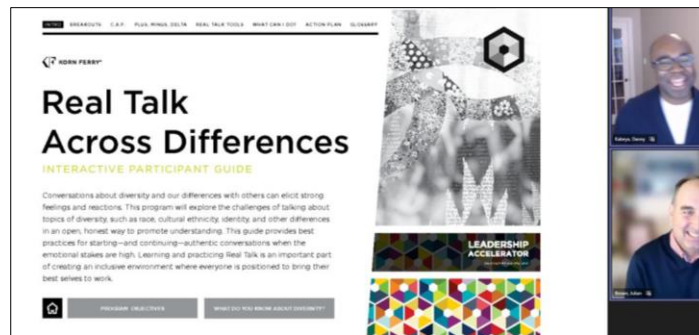 INTRO BREAKOUTS C.A.P. PLUS, MINUS, DELTA REAL TALK TOOLS WHAT CAN I DO? ACTION PLAN GLOSSARY
KORN FERRY
Real Talk
Across Differences
INTERACTIVE PARTICIPANT GUIDE
Conversations about diversity and our differences with others can elicit strong
feelings and reactions. This program will explore the challenges of talking about
topics of diversity, such as race, cultural ethnicity, identity, and other differences
in an open, honest way to promote understanding. This guide provides best
practices for starting—and continuing—authentic conversations when the
emotional stakes are high. Learning and practicing Real Talk is an important part
of creating an inclusive environment where everyone is positioned to bring their
best selves to work.
PROGRAM OBJECTIVES
WHAT DO YOU KNOW ABOUT DIVERSITY?
LEADERSHIP
ACCELERATOR